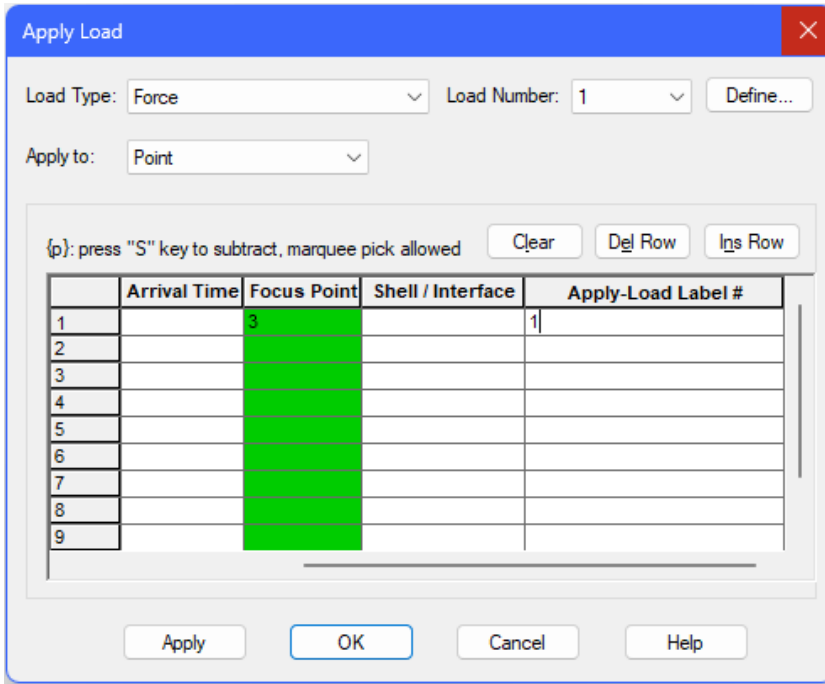 Apply Load
Load Type: Force Load Number: 1 Define...
Apply to: Point
{p}: press "S" key to subtract, marquee pick allowed Clear Del Row Ins Row
Arrival Time Focus Point Shell / Interface Apply-Load Label #
1 3 1
2
3
4
5
6
7
8
9
Apply OK Cancel Help